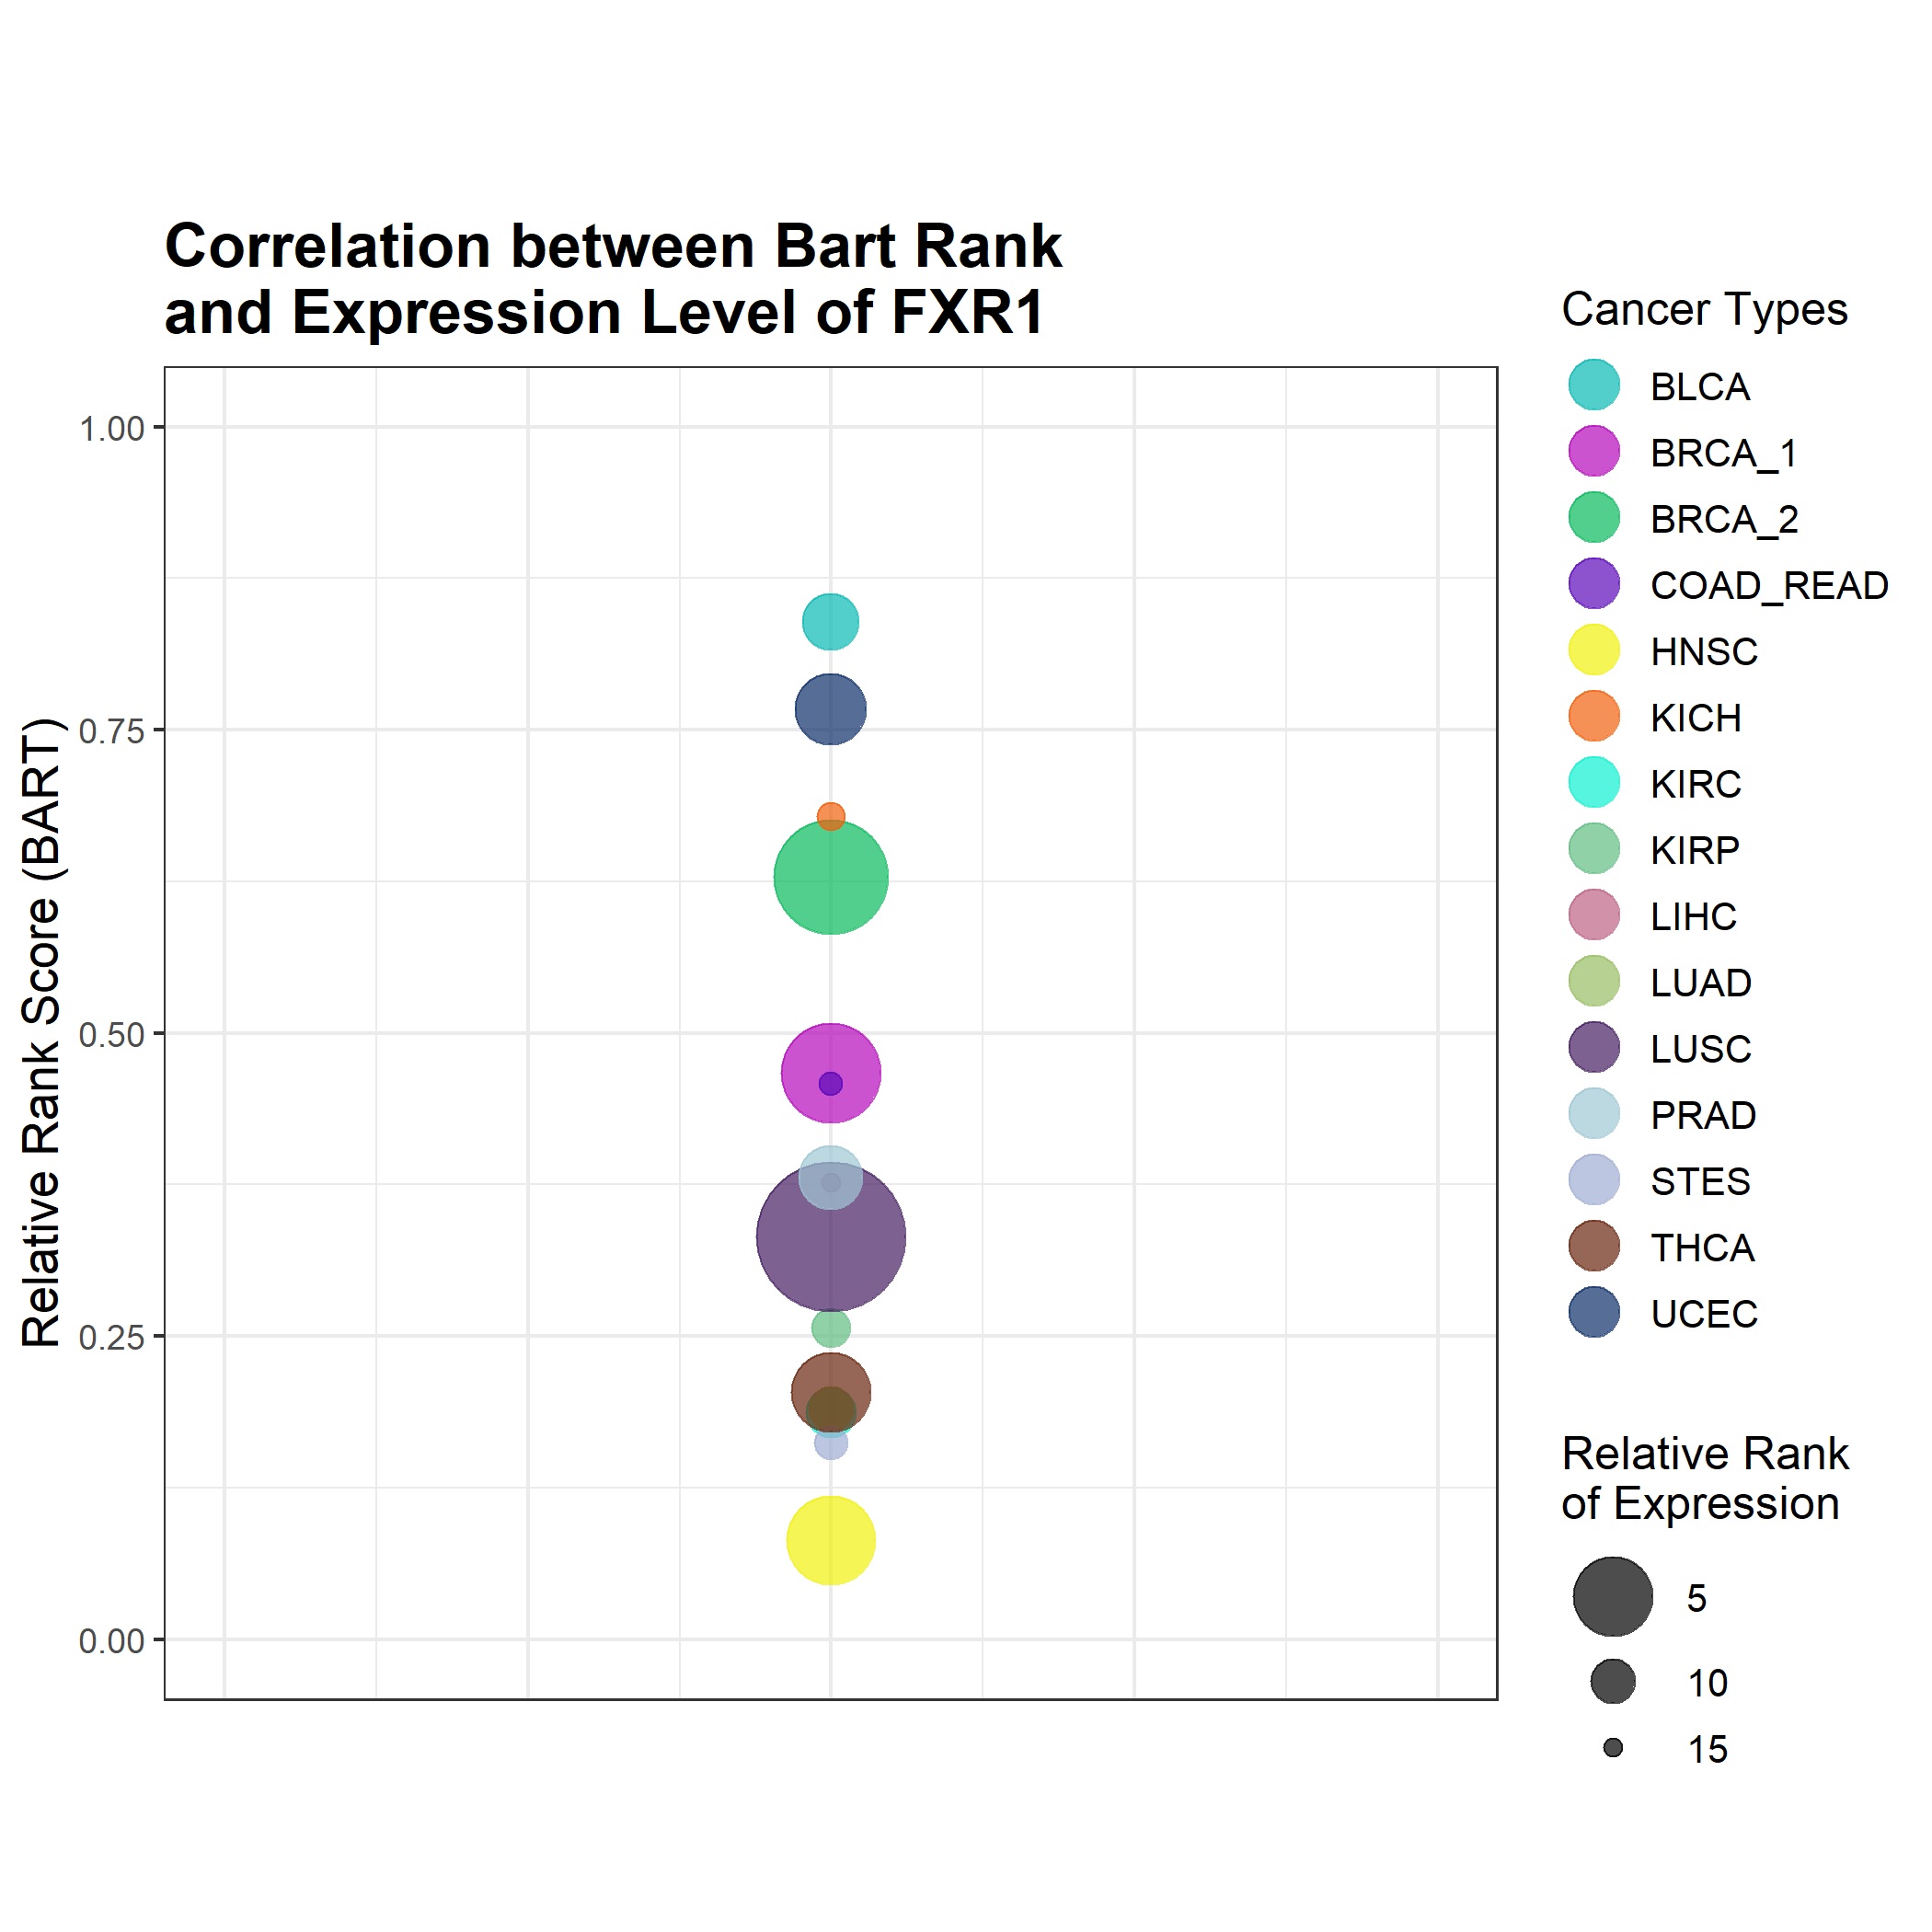 Correlation between Bart Rank
and Expression Level of FXR1
Relative Rank Score (BART)
1.00
0.75
0.50
0.25
0.00
Cancer Types
BLCA
BRCA_1
BRCA_2
COAD_READ
HNSC
KICH
KIRC
KIRP
LIHC
LUAD
LUSC
PRAD
STES
THCA
UCEC
Relative Rank
of Expression
5
10
15